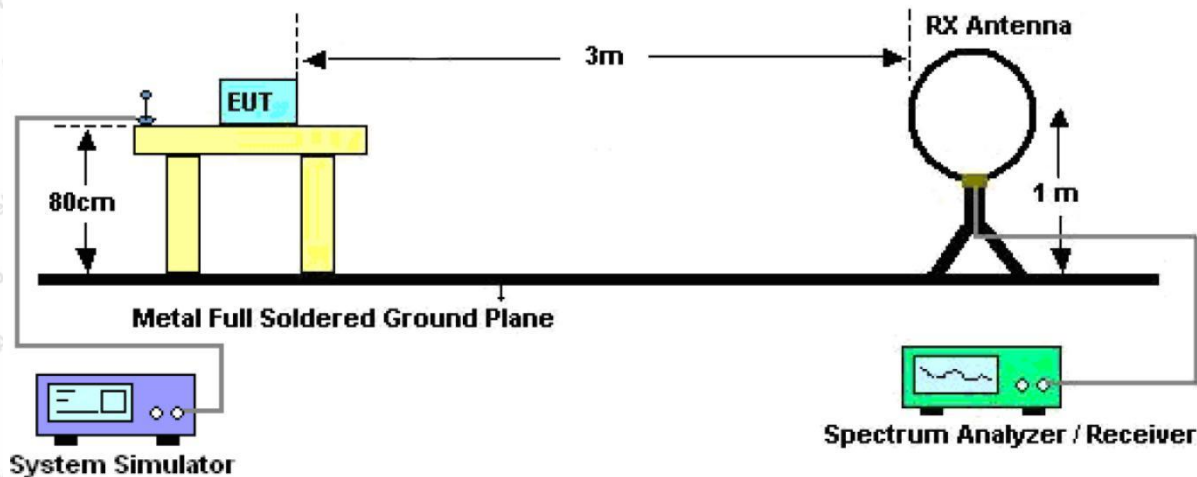 RX Antenna
3m
EUT
80cm
1 m
Metal Full Soldered Ground Plane
Spectrum Analyzer / Receiver
System Simulator